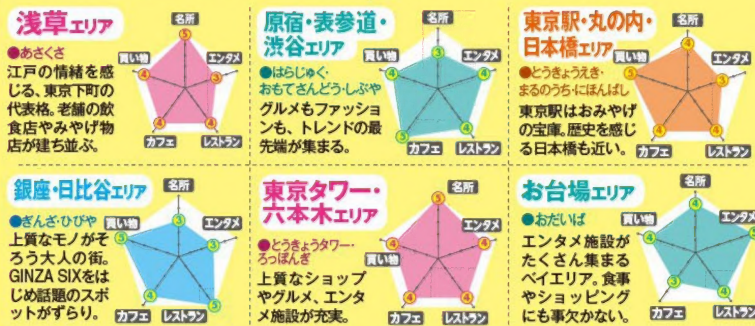 浅草エリア
●あさくさ
江戸の情緒を感
じる、東京下町の
代表格。老舗の飲
食店やみやげ物
店が建ち並ぶ。
名所
5
エンタメ
3
レストラン
4
カフェ
4
買い物
4
原宿・表参道・
渋谷エリア
●はらじゅく・
おもてさんどう・しぶや
グルメもファッショ
ンも、トレンドの最
先端が集まる。
名所
3
エンタメ
4
レストラン
4
カフェ
5
買い物
4
東京駅・丸の内・
日本橋エリア
●とうきょうえき・
まるのうち・にほんばし
東京駅はおみやげ
の宝庫。歴史を感じ
る日本橋も近い。
名所
4
エンタメ
3
レストラン
4
カフェ
4
買い物
5
銀座・日比谷エリア
●ぎんざ・ひびや
上質なモノがそ
ろう大人の街。
GINZA SIXをは
じめ話題のスポ
ットがずらり。
名所
3
エンタメ
3
レストラン
5
カフェ
4
買い物
5
東京タワー・
六本木エリア
●とうきょうタワー・
ろっぽんぎ
上質なショップ
やグルメ、エンタ
メ施設が充実。
名所
5
エンタメ
4
レストラン
4
カフェ
4
買い物
4
お台場エリア
●おだいば
エンタメ施設が
たくさん集まる
ベイエリア。食事
やショッピング
にも事欠かない。
名所
4
エンタメ
5
レストラン
4
カフェ
3
買い物
4